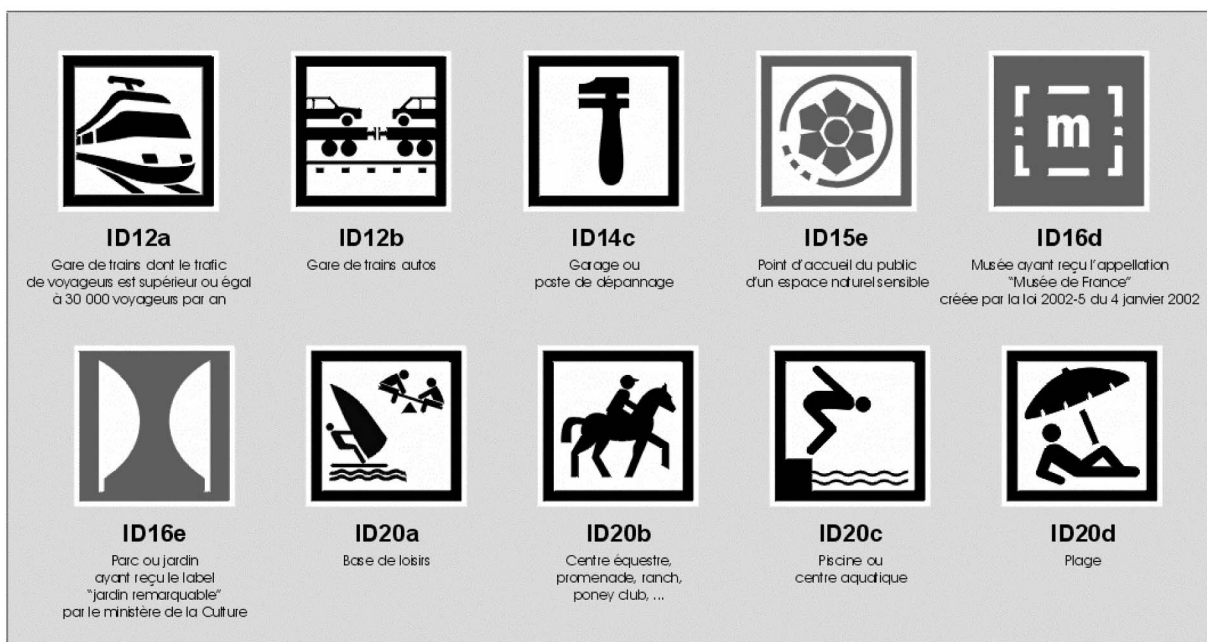 m
ID12a
Gare de trains dont le trafic
de voyageurs est supérieur ou égal
à 30 000 voyageurs par an
ID12b
Gare de trains autos
ID14c
Garage ou
poste de dépannage
ID15e
Point d'accueil du public
d'un espace naturel sensible
ID16d
Musée ayant reçu l'appellation
"Musée de France"
créée par la loi 2002-5 du 4 janvier 2002
ID16e
Parc ou jardin
ayant reçu le label
"jardin remarquable"
par le ministère de la Culture
ID20a
Base de loisirs
ID20b
Centre équestre,
promenade, ranch,
poney club, ...
ID20c
Piscine ou
centre aquatique
ID20d
Plage